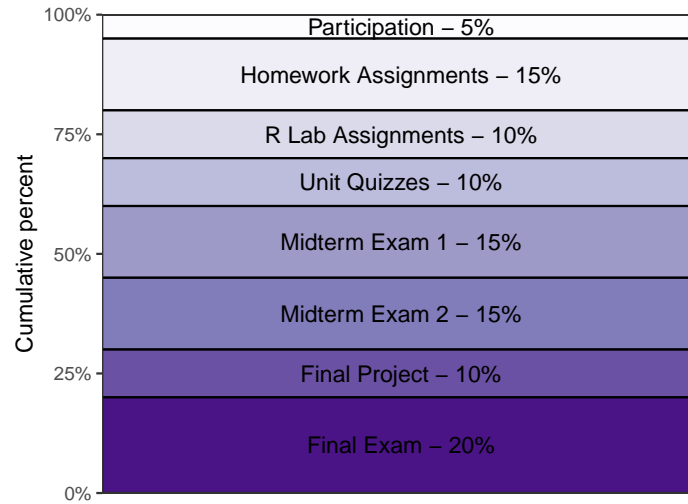 100%
Participation – 5%
Homework Assignments – 15%
75%
R Lab Assignments – 10%
Unit Quizzes – 10%
Midterm Exam 1 – 15%
50%
Cumulative percent
Midterm Exam 2 – 15%
25%
Final Project – 10%
Final Exam – 20%
0%